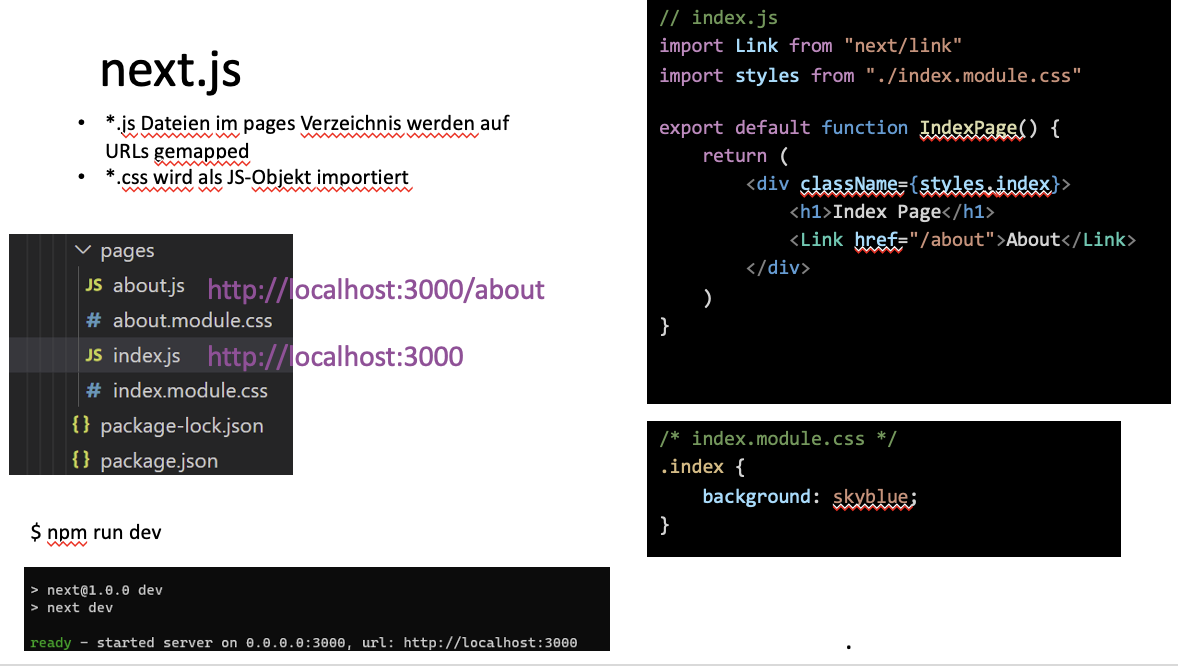 next.js
• *.js Dateien im pages Verzeichnis werden auf
URLs gemapped
• *.css wird als JS-Objekt importiert
pages
JS about.js http://localhost:3000/about
# about.module.css
JS index.js http://localhost:3000
# index.module.css
{} package-lock.json
{} package.json
$ npm run dev
> next@1.0.0 dev
> next dev
ready - started server on 0.0.0.0:3000, url: http://localhost:3000
// index.js
import Link from "next/link"
import styles from "./index.module.css"
export default function IndexPage() {
    return (
        <div className={styles.index}>
            <h1>Index Page</h1>
            <Link href="/about">About</Link>
        </div>
    )
}
/* index.module.css */
.index {
    background: skyblue;
}
.